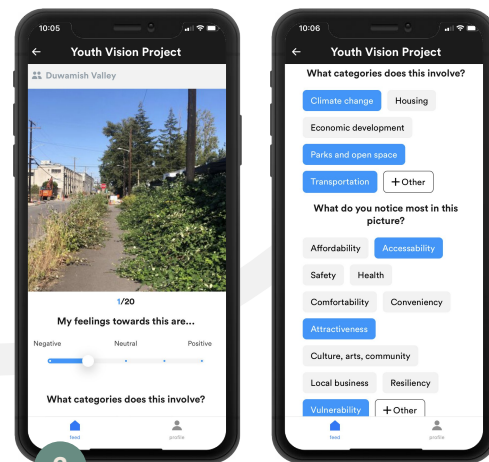 10:05
Youth Vision Project
Duwamish Valley
1/20
My feelings towards this are...
Negative Neutral Positive
What categories does this involve?
feed profile
10:06
Youth Vision Project
What categories does this involve?
Climate change Housing
Economic development
Parks and open space
Transportation + Other
What do you notice most in this
picture?
Affordability Accessability
Safety Health
Comfortability Conveniency
Attractiveness
Culture, arts, community
Local business Resiliency
Vulnerability + Other
feed profile